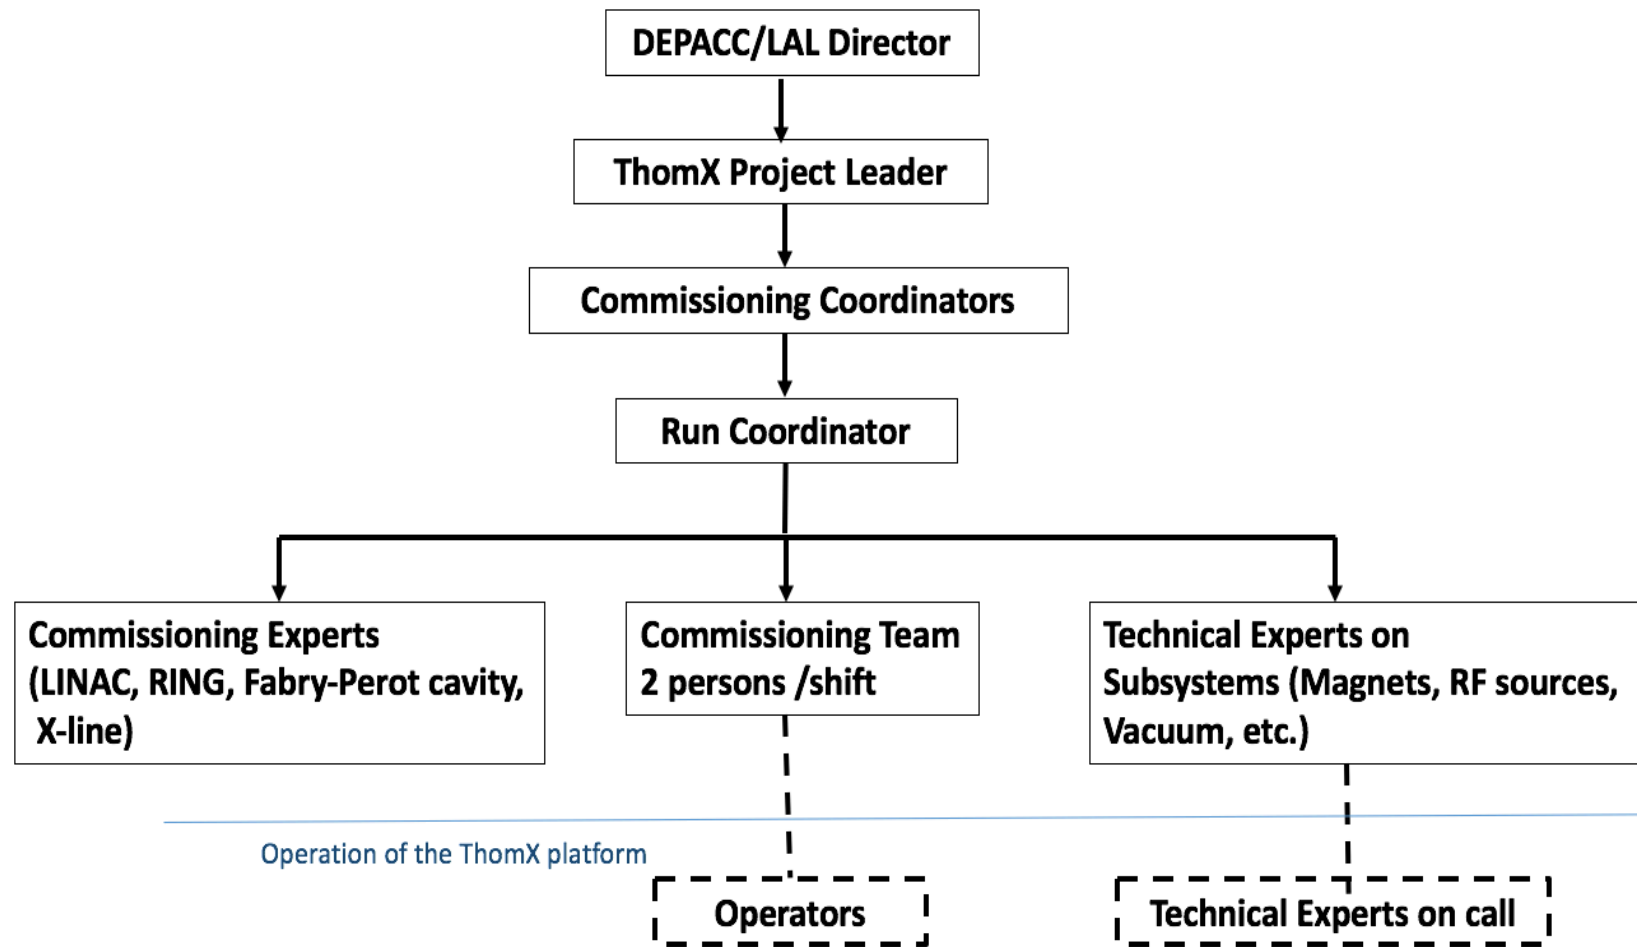 DEPACC/LAL Director
ThomX Project Leader
Commissioning Coordinators
Run Coordinator
Commissioning Experts
(LINAC, RING, Fabry-Perot cavity,
X-line)
Commissioning Team
2 persons /shift
Technical Experts on
Subsystems (Magnets, RF sources,
Vacuum, etc.)
Operation of the ThomX platform
Operators
Technical Experts on call